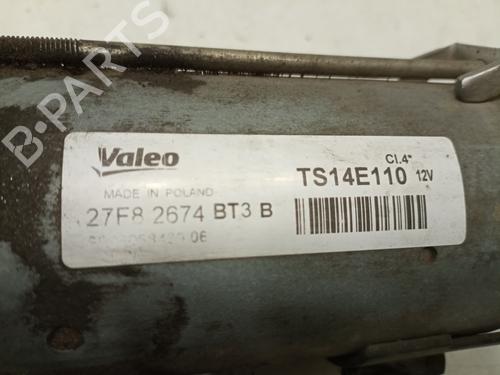 B-PARTS
Valeo
MADE IN POLAND
27F8 2674 BT3 B
Cl.4*
TS14E110 12V